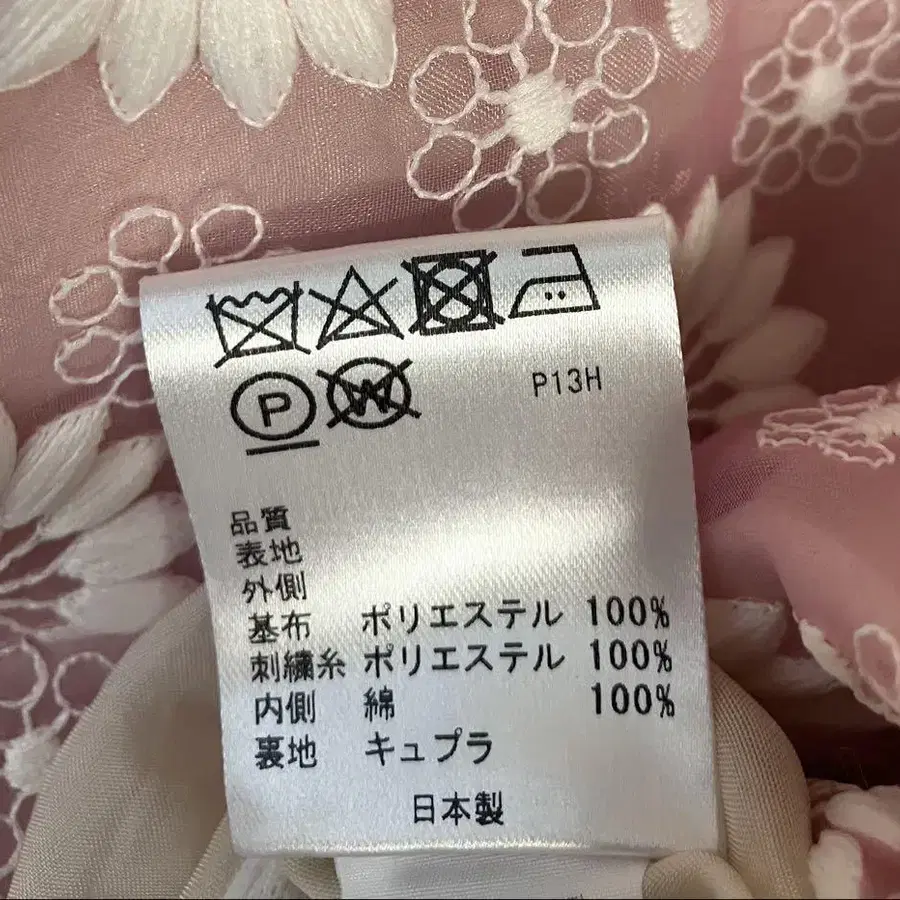 P W P13H
品質
表地
外側
基布 ポリエステル 100%
刺繍糸 ポリエステル 100%
内側 綿 100%
裏地 キュプラ
日本製